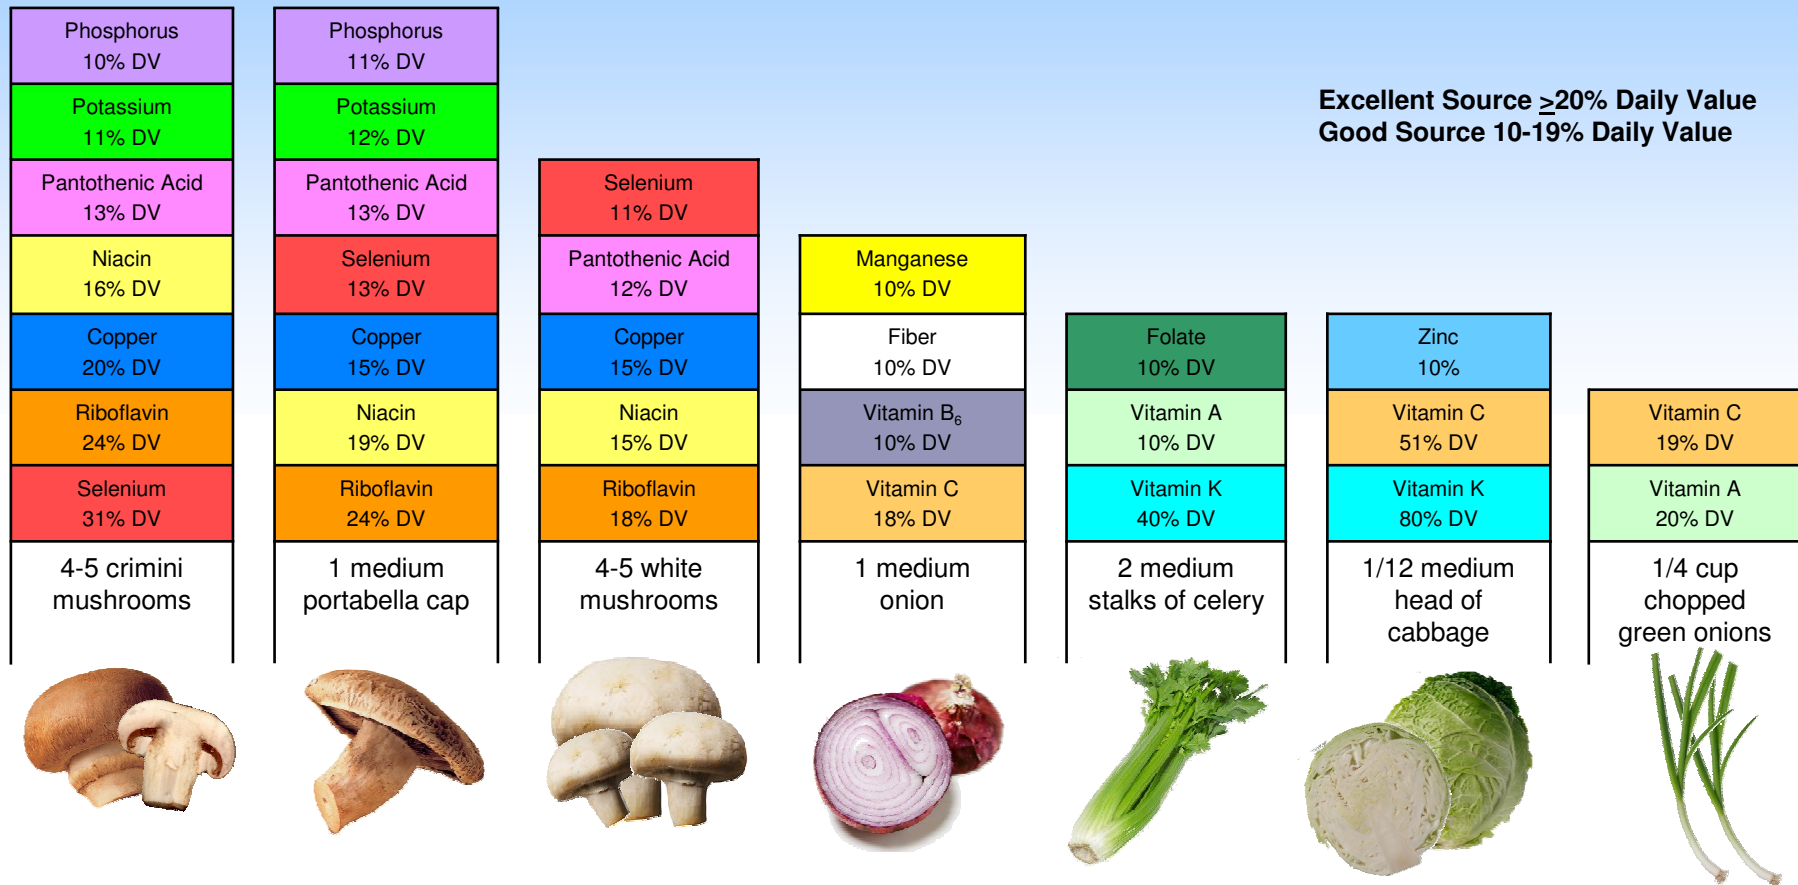 Phosphorus
10% DV
Potassium
11% DV
Pantothenic Acid
13% DV
Niacin
16% DV
Copper
20% DV
Riboflavin
24% DV
Selenium
31% DV
4-5 crimini
mushrooms
Phosphorus
11% DV
Potassium
12% DV
Pantothenic Acid
13% DV
Selenium
13% DV
Copper
15% DV
Niacin
19% DV
Riboflavin
24% DV
1 medium
portabella cap
Selenium
11% DV
Pantothenic Acid
12% DV
Copper
15% DV
Niacin
15% DV
Riboflavin
18% DV
4-5 white
mushrooms
Manganese
10% DV
Fiber
10% DV
Vitamin B₆
10% DV
Vitamin C
18% DV
1 medium
onion
Folate
10% DV
Vitamin A
10% DV
Vitamin K
40% DV
2 medium
stalks of celery
Excellent Source ≥20% Daily Value
Good Source 10-19% Daily Value
Zinc
10%
Vitamin C
51% DV
Vitamin K
80% DV
1/12 medium
head of
cabbage
Vitamin C
19% DV
Vitamin A
20% DV
1/4 cup
chopped
green onions